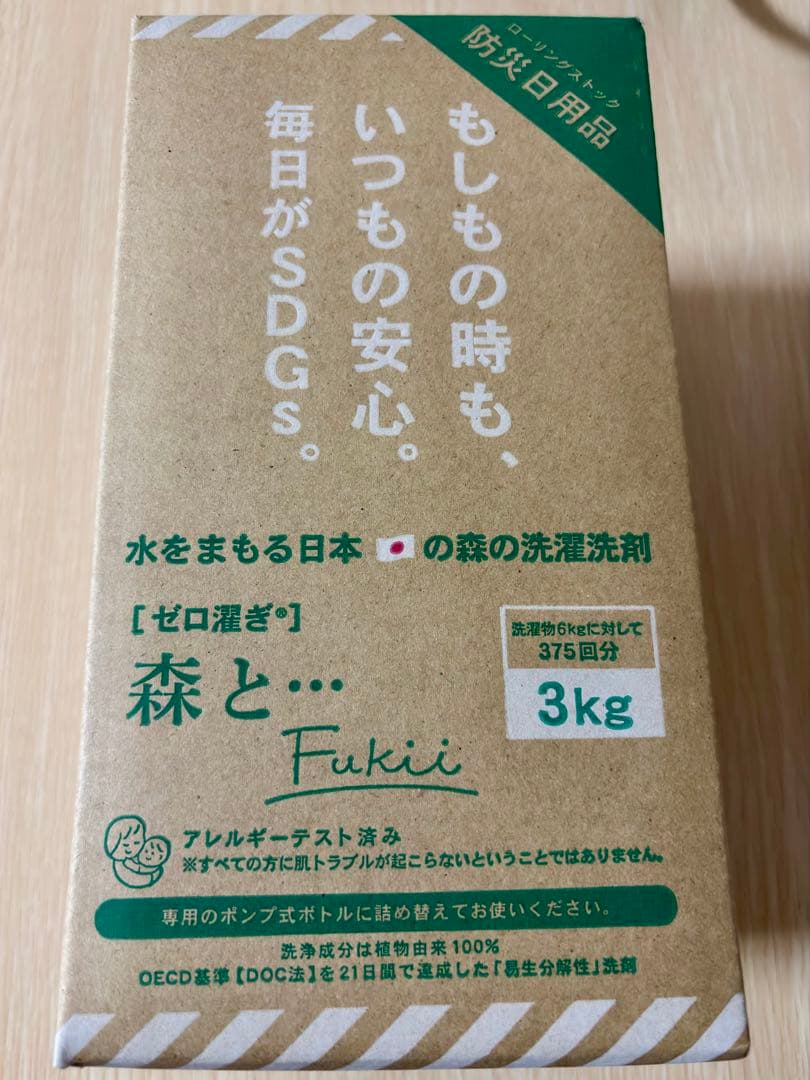 ローリングストック
防災日用品
もしもの時も、
いつもの安心。
毎日がSDGs。
水をまもる日本の森の洗濯洗剤
[ゼロ濯ぎ®]
森と…
Fukii
洗濯物6kgに対して
375回分
3kg
アレルギーテスト済み
※すべての方に肌トラブルが起こらないということではありません。
専用のポンプ式ボトルに詰め替えてお使いください。
洗浄成分は植物由来100%
OECD基準【DOC法】を21日間で達成した「易生分解性」洗剤